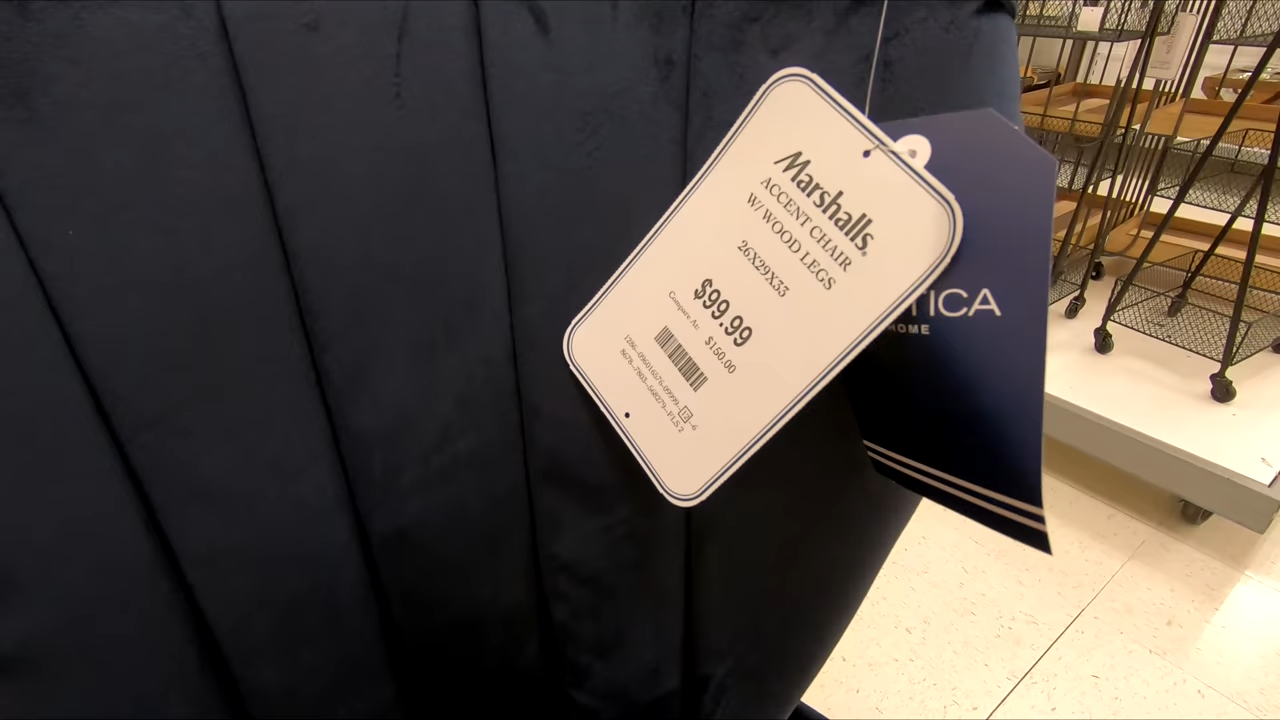 Marshalls.
ACCENT CHAIR
W/ WOOD LEGS
26X29X33
$99.99
Compare At: $150.00
TICA
HOME